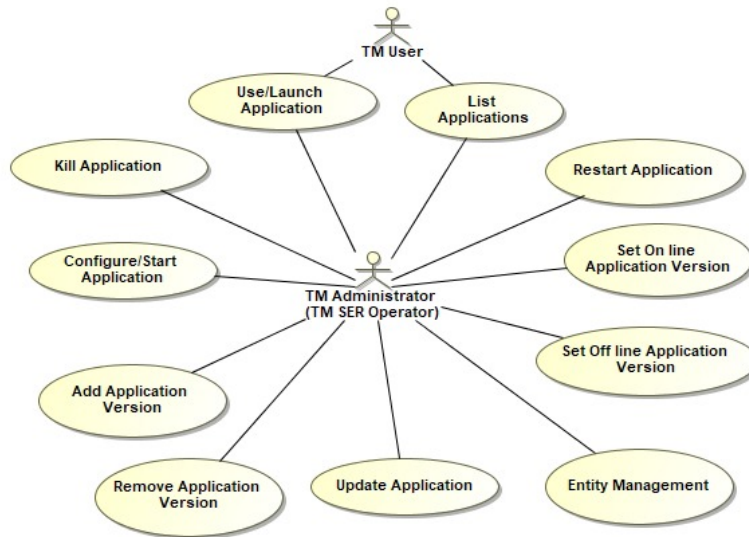 TM User
Use/Launch
Application
List
Applications
Kill Application
Restart Application
Configure/Start
Application
Set On line
Application Version
TM Administrator
(TM SER Operator)
Set Off line Application
Version
Add Application
Version
Remove Application
Version
Update Application
Entity Management